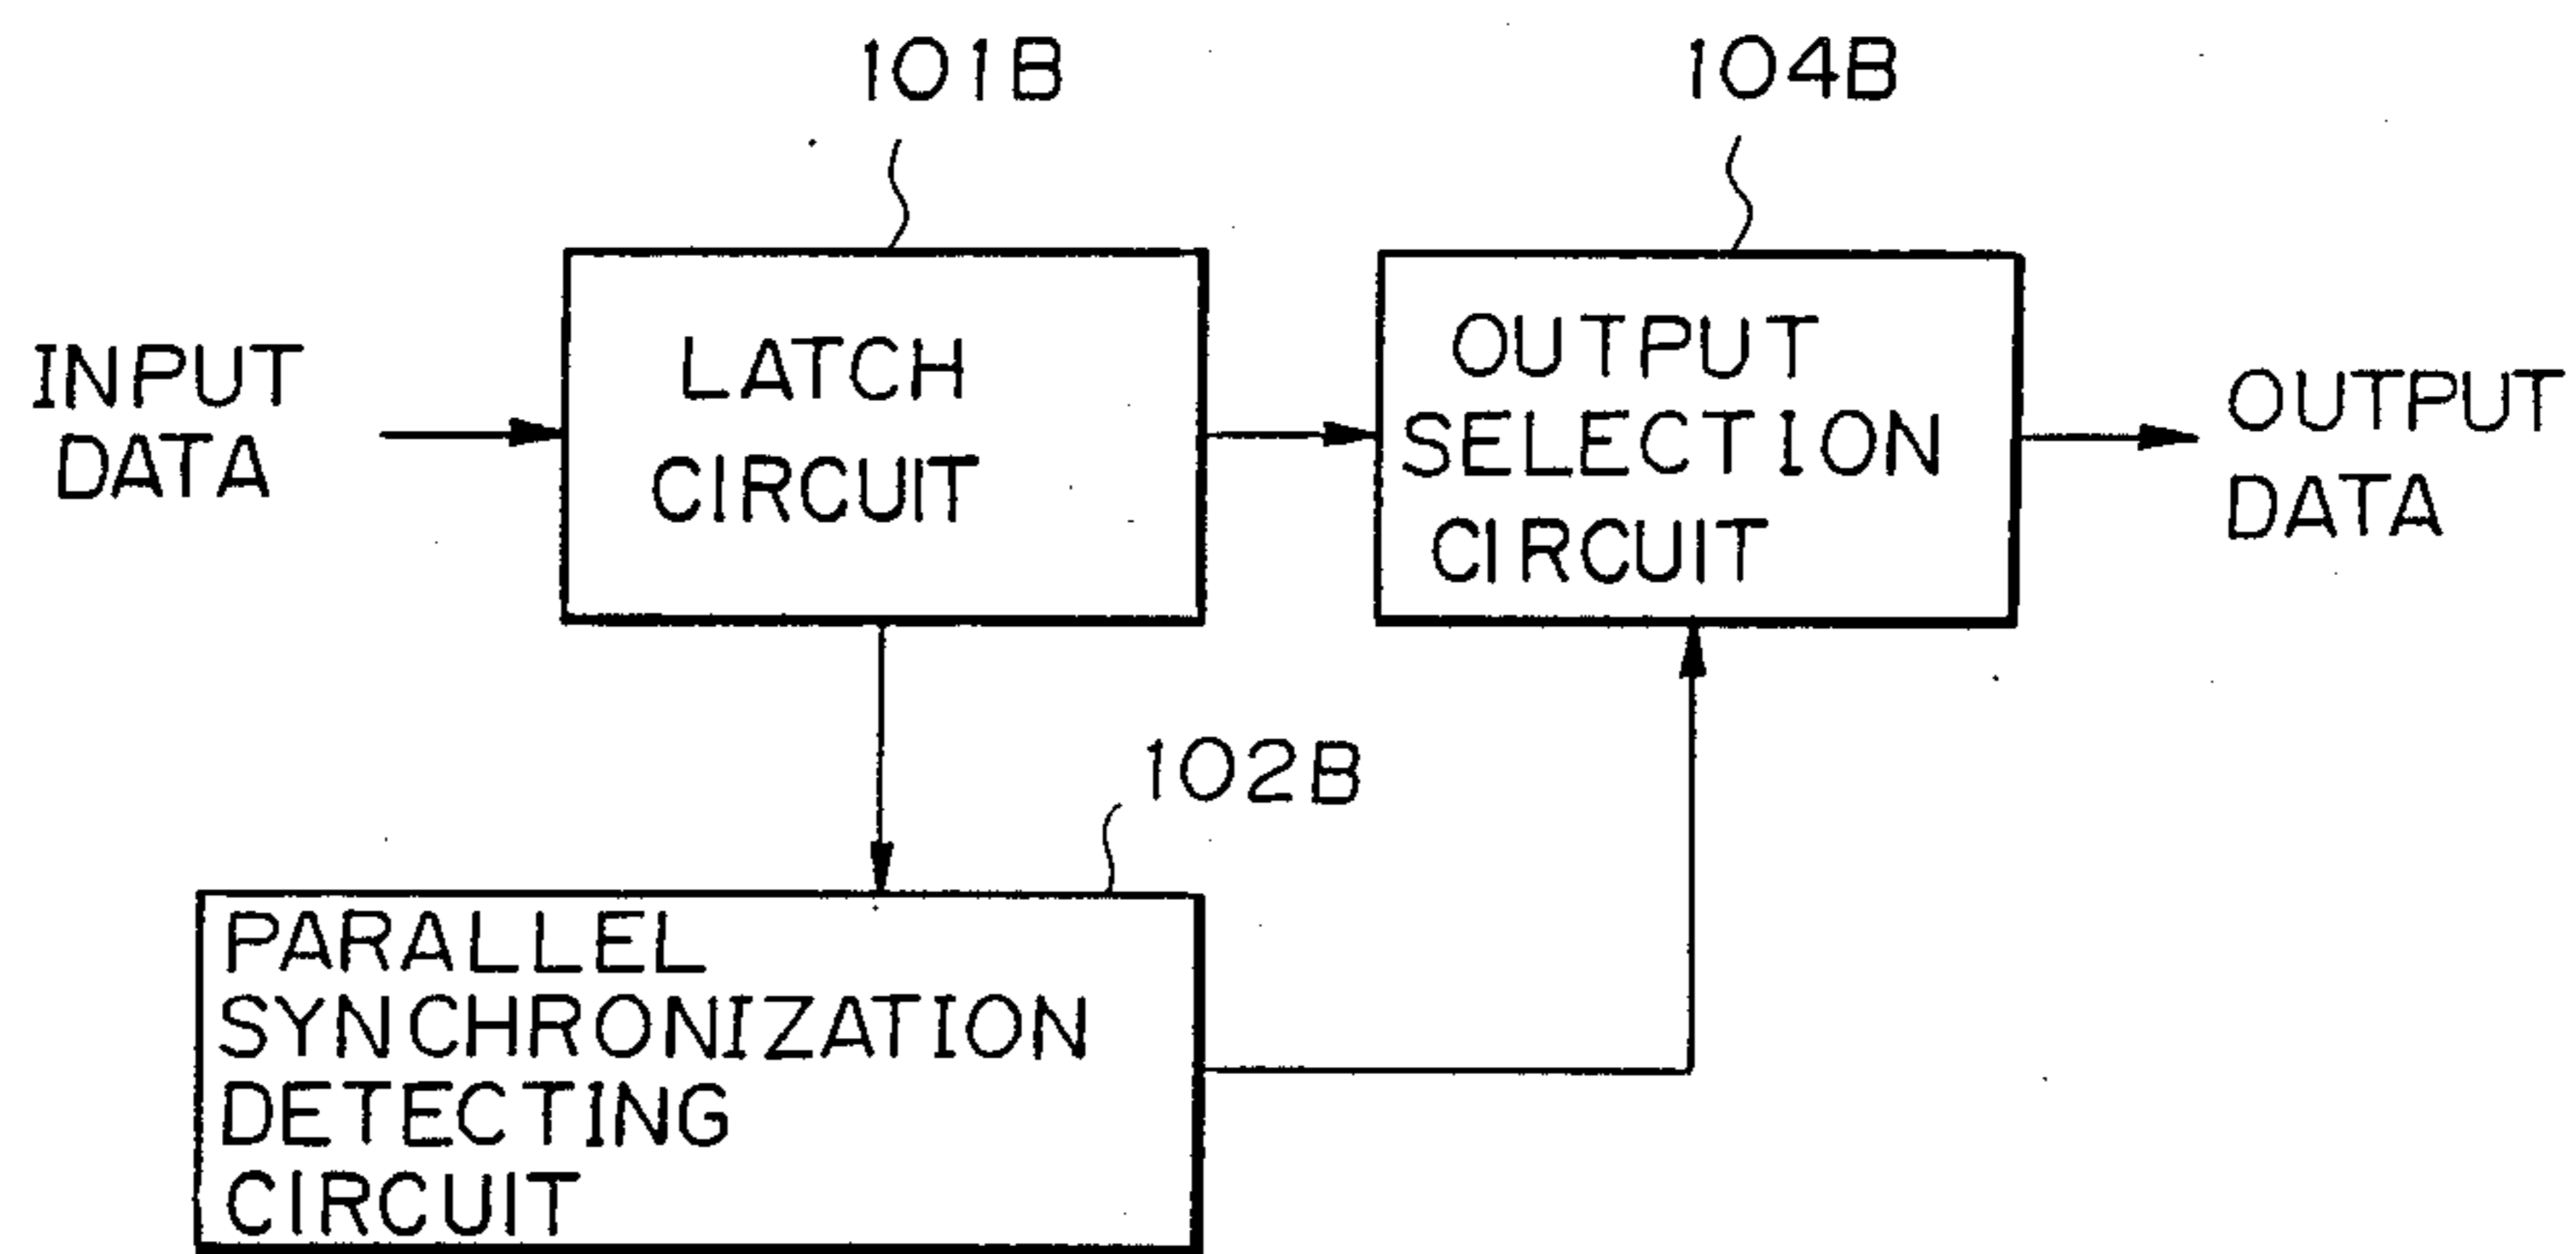 101B
104B
INPUT
DATA
LATCH
CIRCUIT
OUTPUT
SELECTION
CIRCUIT
OUTPUT
DATA
102B
PARALLEL
SYNCHRONIZATION
DETECTING
CIRCUIT